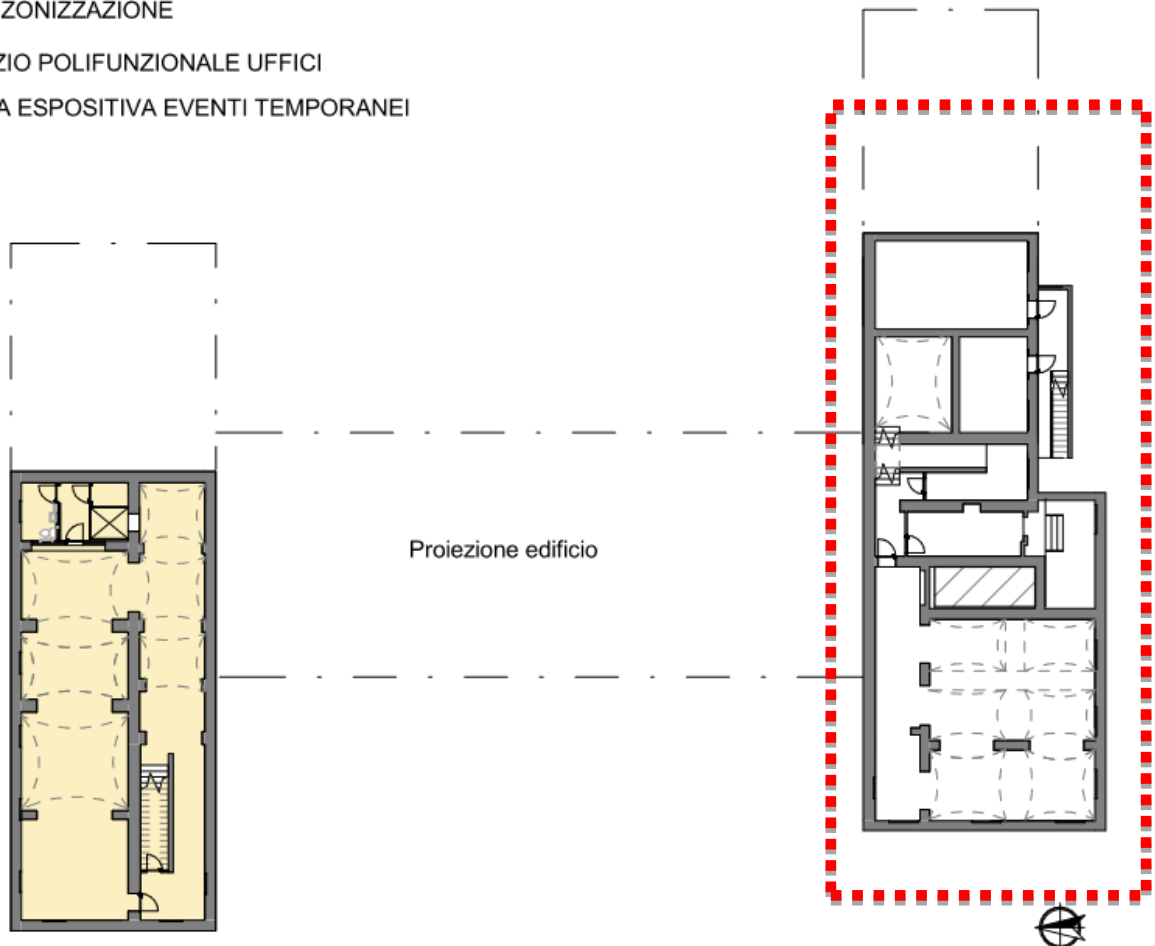 ZONIZZAZIONE
ZIO POLIFUNZIONALE UFFICI
A ESPOSITIVA EVENTI TEMPORANEI
Proiezione edificio